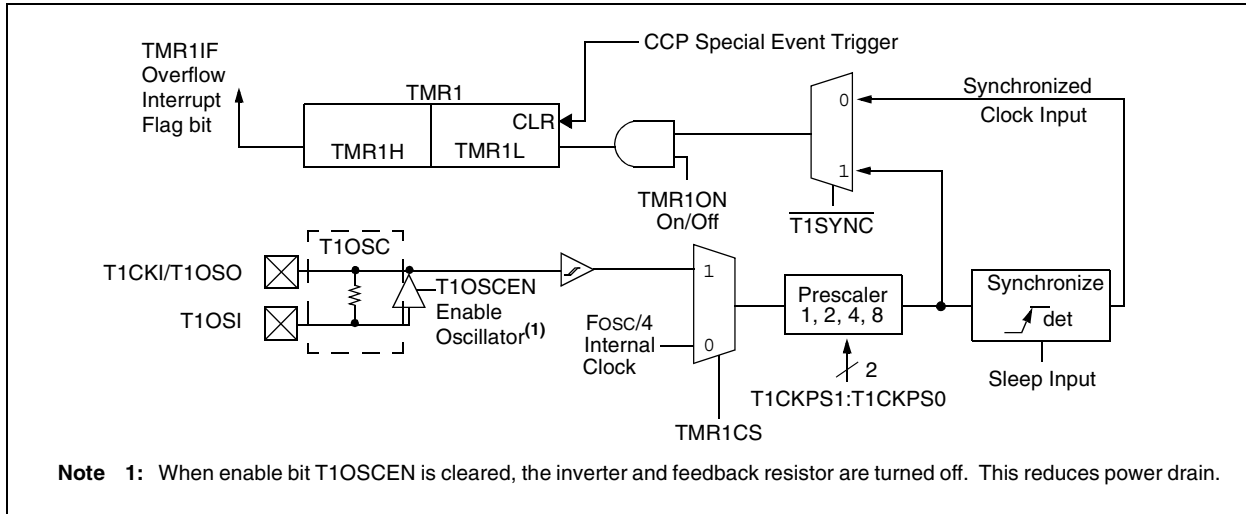 TMR1IF
Overflow
Interrupt
Flag bit
TMR1
CLR
TMR1H
TMR1L
CCP Special Event Trigger
TMR1ON
On/Off
0
1
T1SYNC
Synchronized
Clock Input
T1CKI/T1OSO
T1OSI
T1OSC
T1OSCEN
Enable
Oscillator(1)
FOSC/4
Internal
Clock
1
0
TMR1CS
Prescaler
1, 2, 4, 8
2
T1CKPS1:T1CKPS0
Synchronize
det
Sleep Input
Note 1: When enable bit T1OSCEN is cleared, the inverter and feedback resistor are turned off. This reduces power drain.